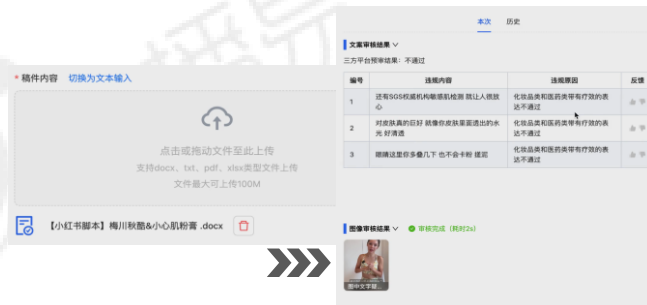 * 稿件内容 切换为文本输入
点击或拖动文件至此上传
支持docx、txt、pdf、xlsx类型文件上传
文件最大可上传100M
【小红书脚本】梅川秋酷&小心肌粉膏 .docx
本次 历史
文案审核结果
三方平台预审结果：不通过
编号 违规内容 违规原因 反馈
1 还有SGS权威机构敏感肌检测 就让人很放心 化妆品类和医药类带有疗效的表达不通过
2 对皮肤真的巨好 就像你皮肤里面透出的水光 好清透 化妆品类和医药类带有疗效的表达不通过
3 眼睛这里你多叠几下 也不会卡粉 搓泥 化妆品类和医药类带有疗效的表达不通过
图像审核结果 审核完成（耗时2s）
图中文字疑...